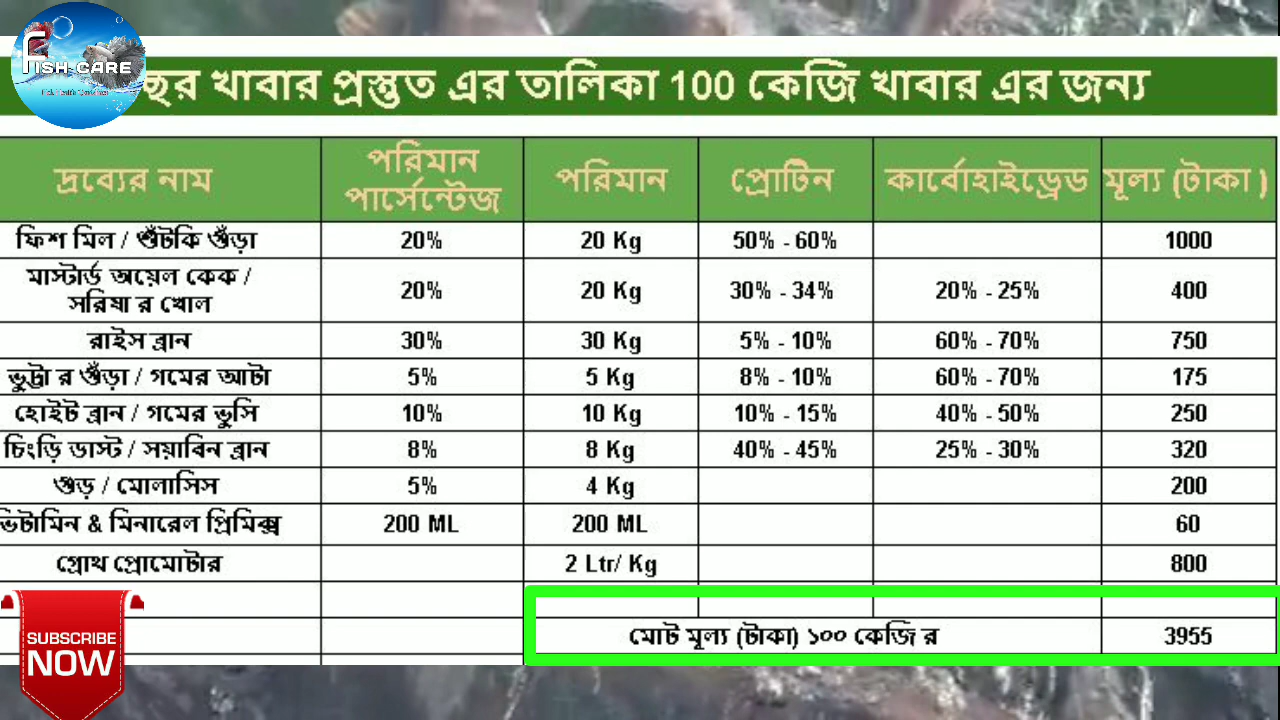 FISH CARE
ছের খাবার প্রস্তুত এর তালিকা 100 কেজি খাবার এর জন্য
দ্রব্যের নাম পরিমান পার্সেন্টেজ পরিমান প্রোটিন কার্বোহাইড্রেড মূল্য (টাকা )
ফিশ মিল / শুঁটকি গুঁড়া 20% 20 Kg 50% - 60% 1000
মাস্টার্ড অয়েল কেক /
সরিষা র খোল 20% 20 Kg 30% - 34% 20% - 25% 400
রাইস ব্রান 30% 30 Kg 5% - 10% 60% - 70% 750
ভুট্টা র গুঁড়া / গমের আটা 5% 5 Kg 8% - 10% 60% - 70% 175
হোইট ব্রান / গমের ভুসি 10% 10 Kg 10% - 15% 40% - 50% 250
চিংড়ি ডাস্ট / সয়াবিন ব্রান 8% 8 Kg 40% - 45% 25% - 30% 320
গুড় / মোলাসিস 5% 4 Kg 200
ভিটামিন & মিনারেল প্রিমিক্স 200 ML 200 ML 60
গ্রোথ প্রোমোটার 2 Ltr/ Kg 800
মোট মূল্য (টাকা) ১০০ কেজি র 3955
SUBSCRIBE
NOW